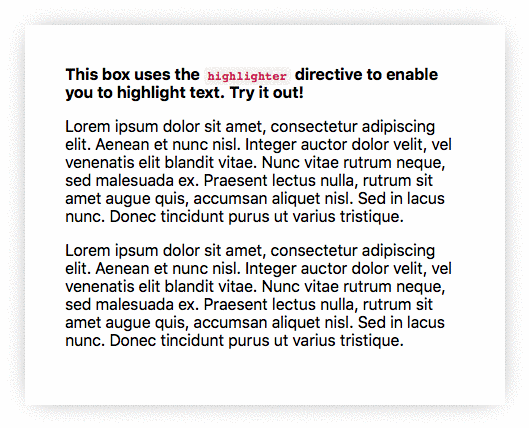 This box uses the highlighter directive to enable
you to highlight text. Try it out!
Lorem ipsum dolor sit amet, consectetur adipiscing
elit. Aenean et nunc nisl. Integer auctor dolor velit, vel
venenatis elit blandit vitae. Nunc vitae rutrum neque,
sed malesuada ex. Praesent lectus nulla, rutrum sit
amet augue quis, accumsan aliquet nisl. Sed in lacus
nunc. Donec tincidunt purus ut varius tristique.
Lorem ipsum dolor sit amet, consectetur adipiscing
elit. Aenean et nunc nisl. Integer auctor dolor velit, vel
venenatis elit blandit vitae. Nunc vitae rutrum neque,
sed malesuada ex. Praesent lectus nulla, rutrum sit
amet augue quis, accumsan aliquet nisl. Sed in lacus
nunc. Donec tincidunt purus ut varius tristique.